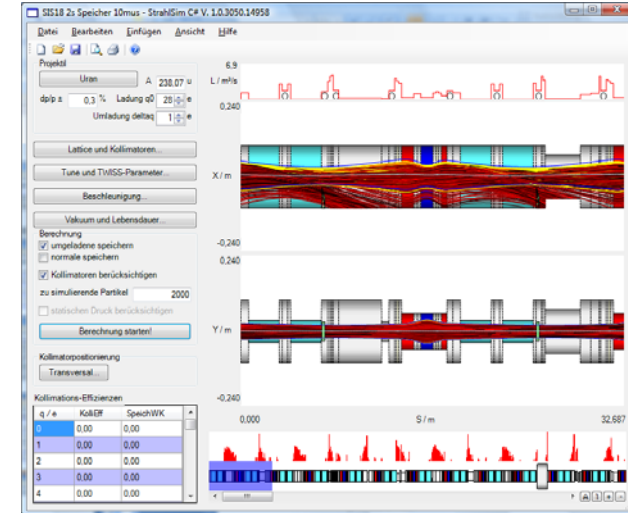 SIS18 2s Speicher 10mus - StrahlSim C# V. 1.0.3050.14958
Datei Bearbeiten Einfügen Ansicht Hilfe
Projektil
Uran A 238.07 u
dp/p ± 0,3 % Ladung q0 28 e
Umladung deltaq 1 e
Lattice und Kollimatoren...
Tune und TWISS-Parameter...
Beschleunigung...
Vakuum und Lebensdauer...
Berechnung
umgeladene speichern
normale speichern
Kollimatoren berücksichtigen
zu simulierende Partikel 2000
statischen Druck berücksichtigen
Berechnung starten!
Kollimatorpositionierung
Transversal...
Kollimations-Effizienzen
q / e KolliEff SpeichWK
0 0,00 0,00
1 0,00 0,00
2 0,00 0,00
3 0,00 0,00
4 0,00 0,00
6,9
L / m²/s
0,240
X / m
-0,240
0,240
Y / m
-0,240
0,000 S / m 32,687
A 1 + -